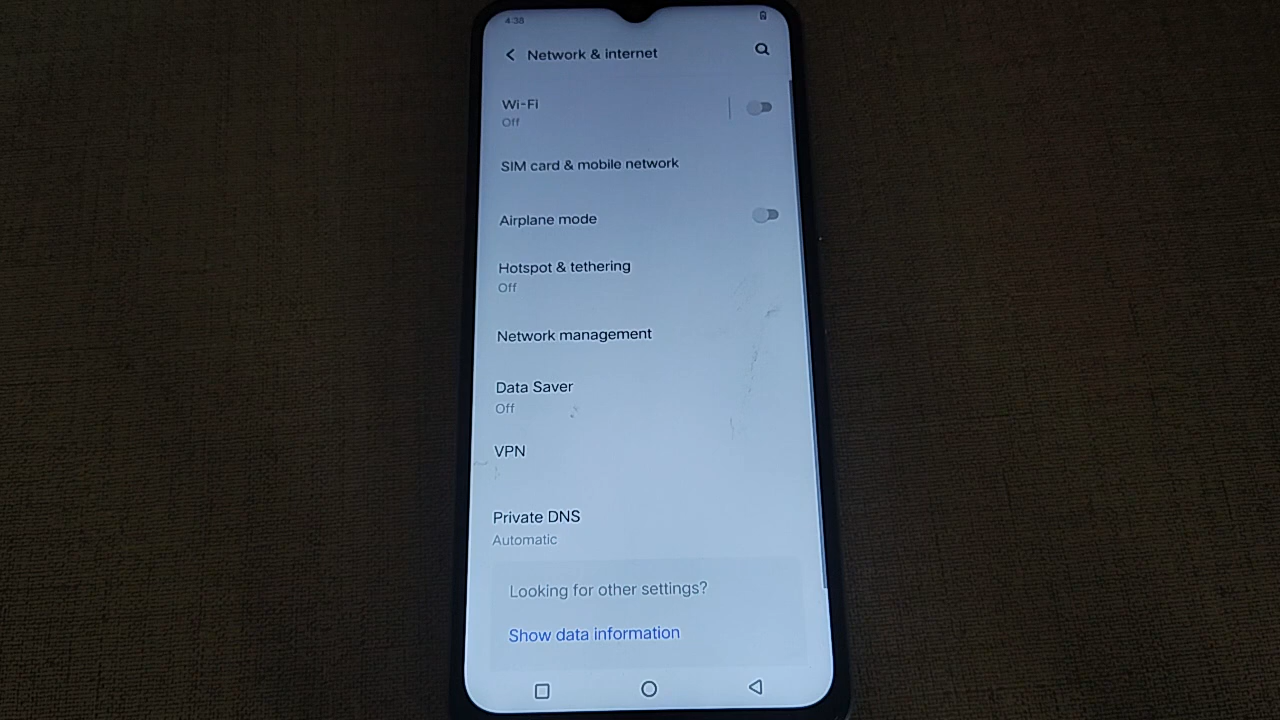 4:38
Network & internet
Wi-Fi
Off
SIM card & mobile network
Airplane mode
Hotspot & tethering
Off
Network management
Data Saver
Off
VPN
Private DNS
Automatic
Looking for other settings?
Show data information